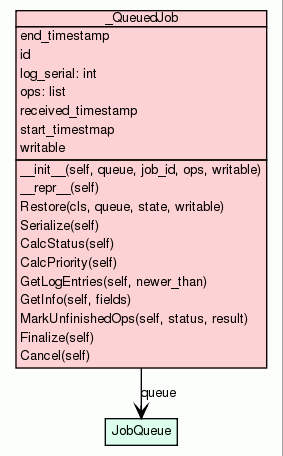 _QueuedJob
end_timestamp
id
log_serial: int
ops: list
received_timestamp
start_timestmap
writable
__init__(self, queue, job_id, ops, writable)
__repr__(self)
Restore(cls, queue, state, writable)
Serialize(self)
CalcStatus(self)
CalcPriority(self)
GetLogEntries(self, newer_than)
GetInfo(self, fields)
MarkUnfinishedOps(self, status, result)
Finalize(self)
Cancel(self)
queue
JobQueue